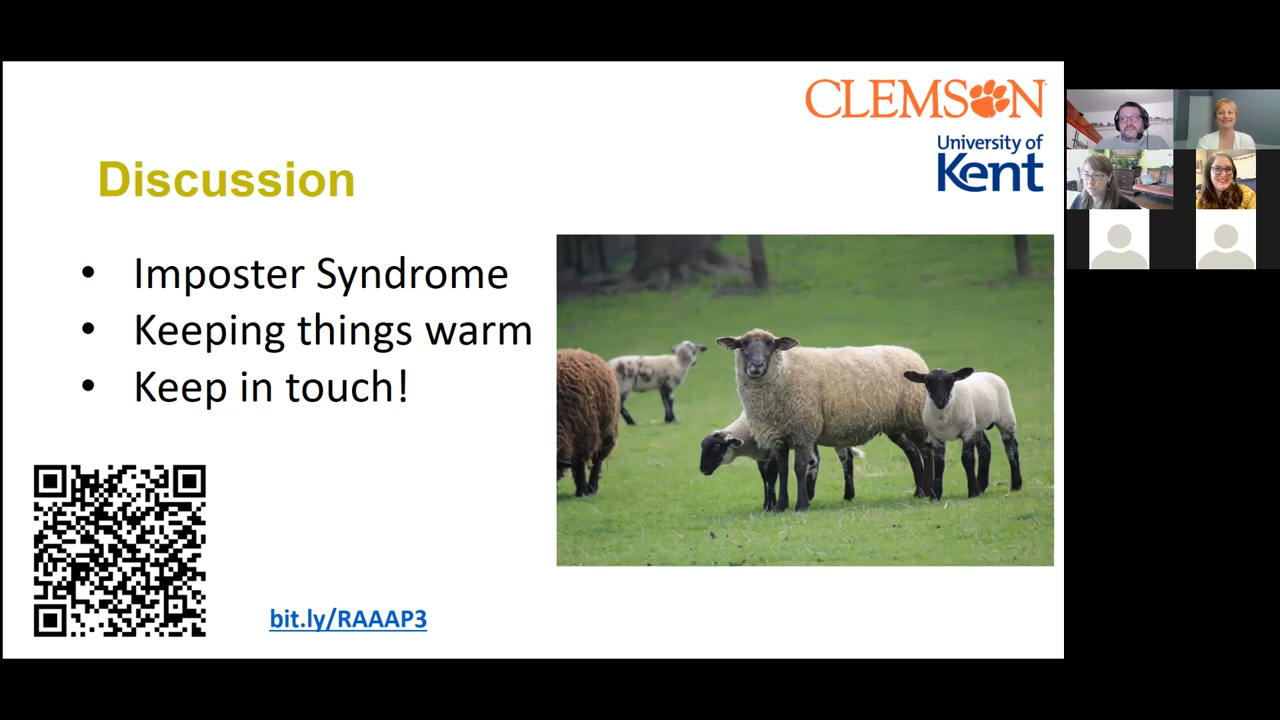 CLEMSON
University of
Kent
Discussion
• Imposter Syndrome
• Keeping things warm
• Keep in touch!
bit.ly/RAAAP3